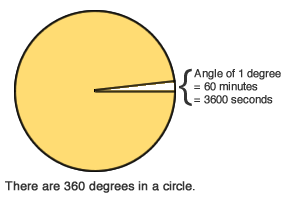 Angle of 1 degree
= 60 minutes
= 3600 seconds
There are 360 degrees in a circle.